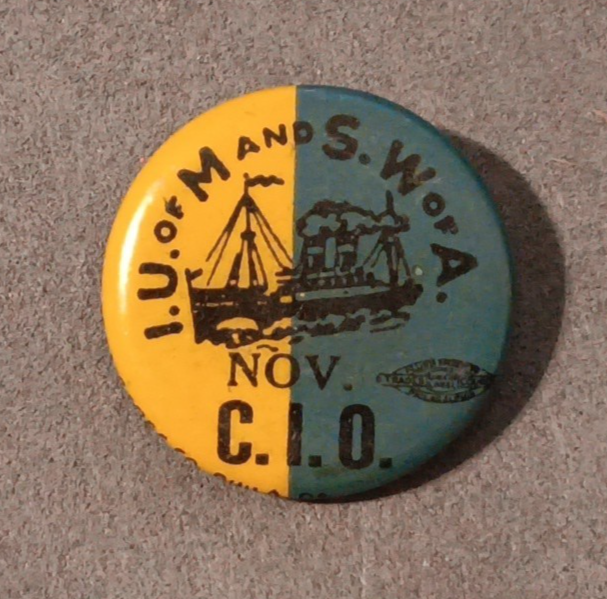 I.U. OF M AND S. W OF A.
NOV.
C.I.O.